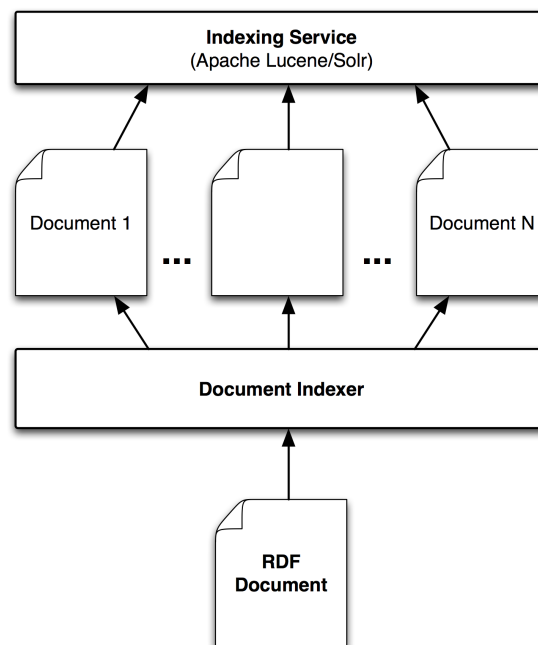 Indexing Service
(Apache Lucene/Solr)
Document 1
...
...
Document N
Document Indexer
RDF
Document